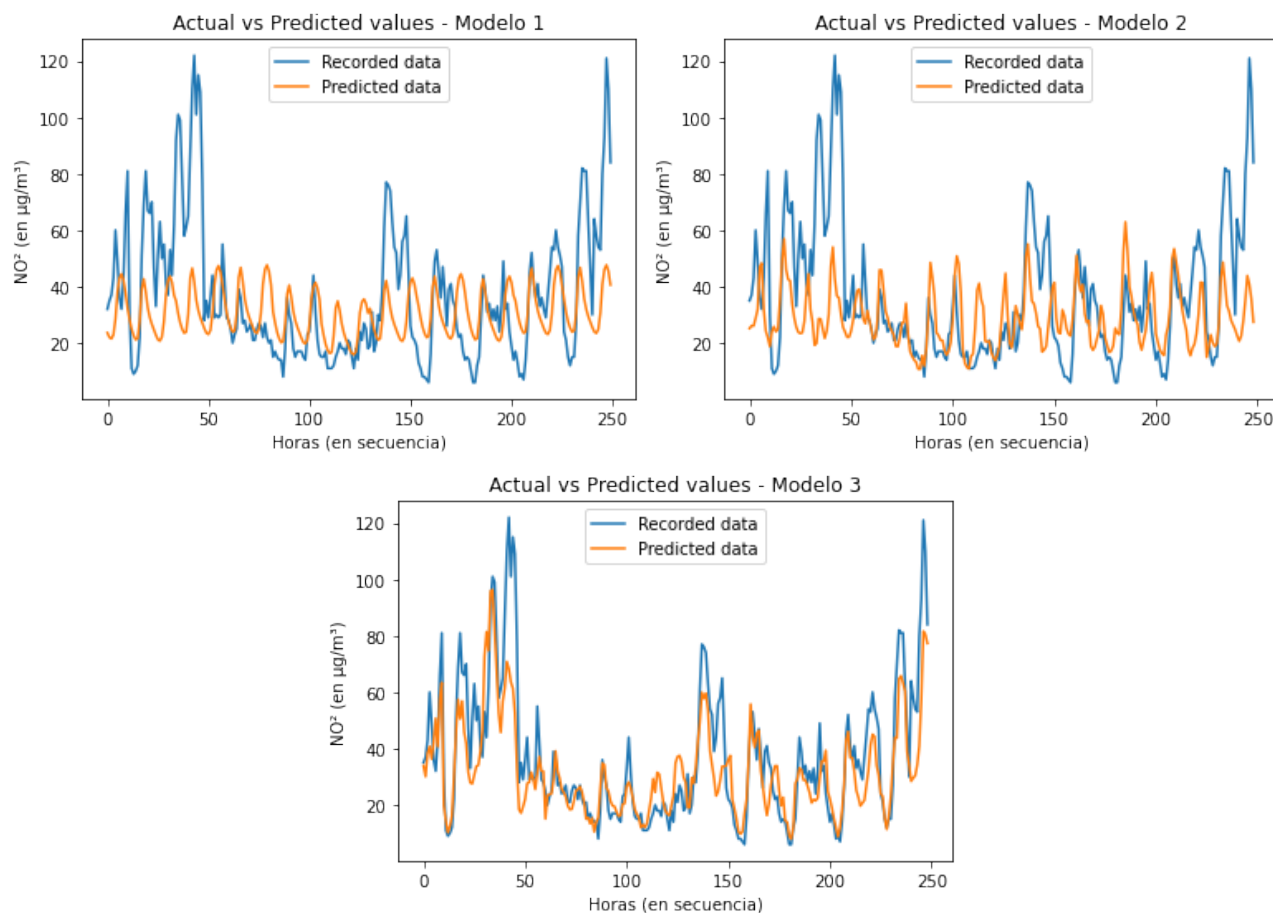 Actual vs Predicted values - Modelo 1
Recorded data
Predicted data
120
100
80
60
40
20
NO² (en µg/m³)
0
50
100
150
200
250
Horas (en secuencia)
Actual vs Predicted values - Modelo 2
Recorded data
Predicted data
120
100
80
60
40
20
NO² (en µg/m³)
0
50
100
150
200
250
Horas (en secuencia)
Actual vs Predicted values - Modelo 3
Recorded data
Predicted data
120
100
80
60
40
20
NO² (en µg/m³)
0
50
100
150
200
250
Horas (en secuencia)